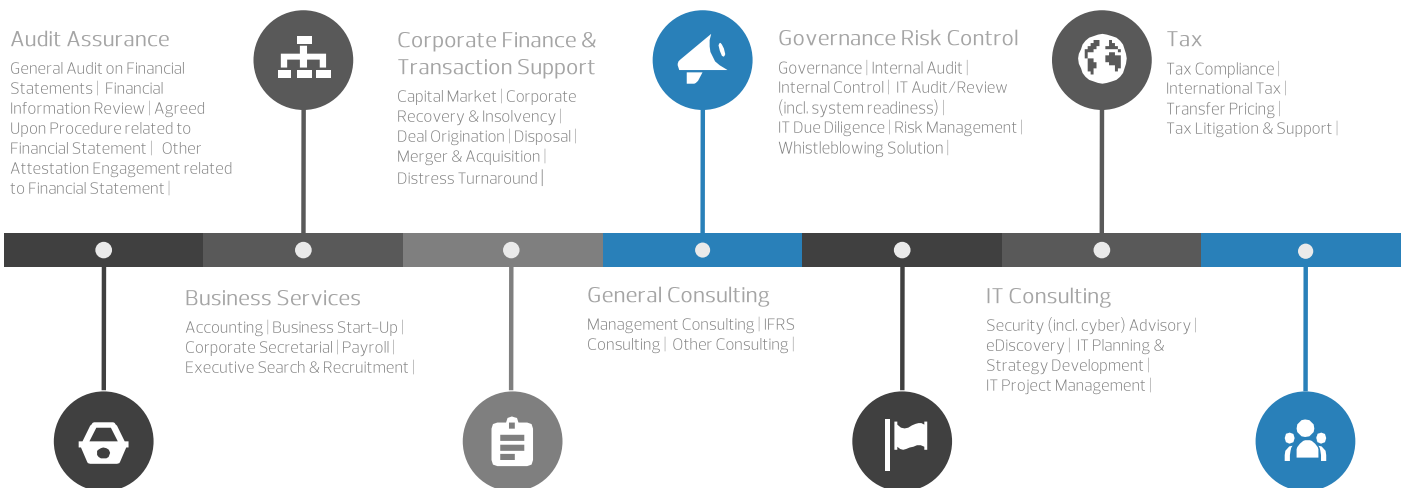 Audit Assurance
General Audit on Financial
Statements | Financial
Information Review | Agreed
Upon Procedure related to
Financial Statement | Other
Attestation Engagement related
to Financial Statement |
Corporate Finance &
Transaction Support
Capital Market | Corporate
Recovery & Insolvency |
Deal Origination | Disposal |
Merger & Acquisition |
Distress Turnaround |
Governance Risk Control
Governance | Internal Audit |
Internal Control | IT Audit/Review
(incl. system readiness) |
IT Due Diligence | Risk Management |
Whistleblowing Solution |
Tax
Tax Compliance |
International Tax |
Transfer Pricing |
Tax Litigation & Support |
Business Services
Accounting | Business Start-Up |
Corporate Secretarial | Payroll |
Executive Search & Recruitment |
General Consulting
Management Consulting | IFRS
Consulting | Other Consulting |
IT Consulting
Security (incl. cyber) Advisory |
eDiscovery | IT Planning &
Strategy Development |
IT Project Management |